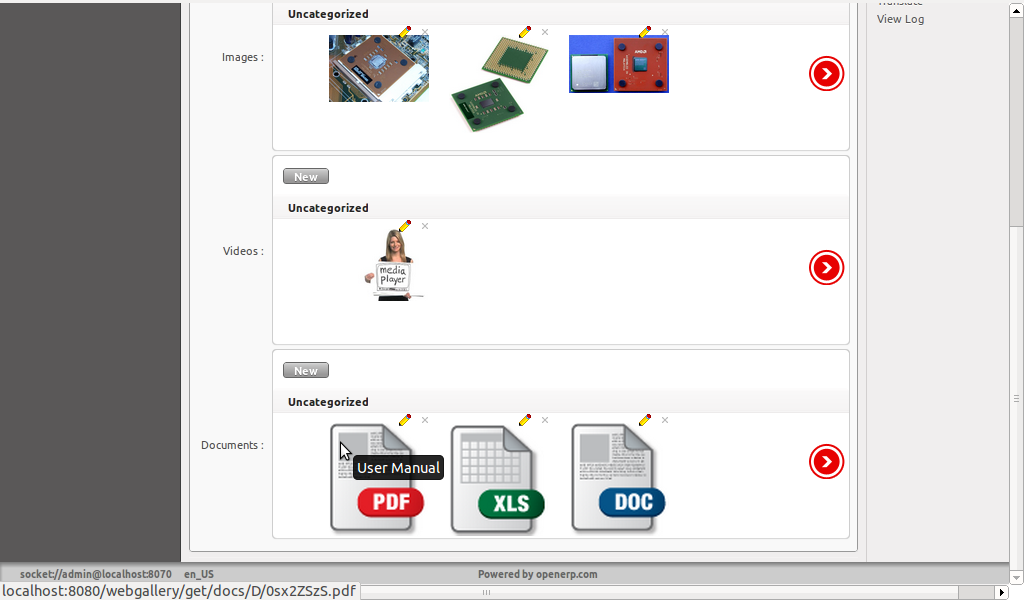 Translate
Uncategorized
View Log
Images :
New
Uncategorized
Videos :
media
player
New
Uncategorized
Documents :
User Manual
PDF
XLS
DOC
socket://admin@localhost:8070 en_US Powered by openerp.com
localhost:8080/webgallery/get/docs/D/0sx2ZSzS.pdf